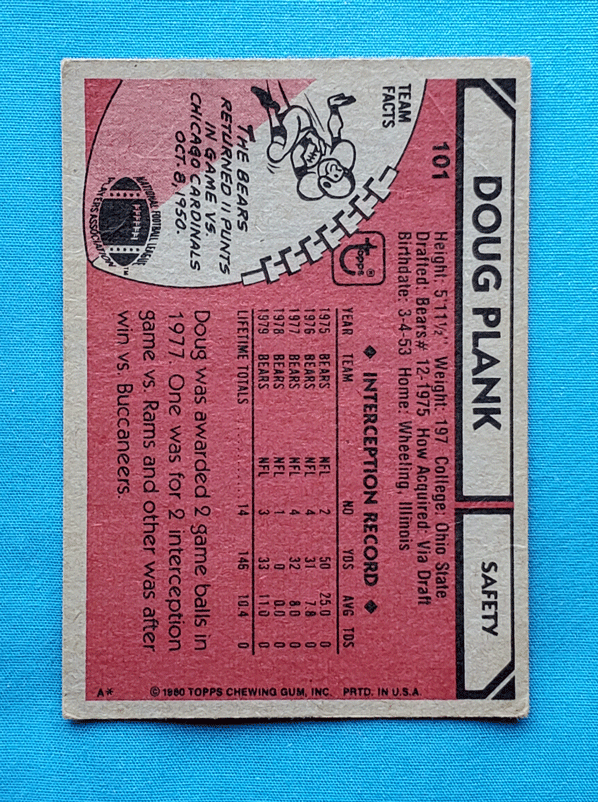 DOUG PLANK
SAFETY
101
Height: 5'11½" Weight: 197 College: Ohio State
Drafted: Bears# 12-1975 How Acquired: Via Draft
Birthdate: 3-4-53 Home: Wheeling, Illinois
TEAM
FACTS
THE BEARS
RETURNED 11 PUNTS
IN GAME VS.
CHICAGO CARDINALS
OCT. 8, 1950.
NATIONAL FOOTBALL LEAGUE
PLAYERS ASSOCIATION
Topps ®
◆ INTERCEPTION RECORD ◆
YEAR TEAM NO YDS AVG TDS
1975 BEARS NFL 2 50 25.0 0
1976 BEARS NFL 4 31 7.8 0
1977 BEARS NFL 4 32 8.0 0
1978 BEARS NFL 1 0 0.0 0
1979 BEARS NFL 3 33 11.0 0
LIFETIME TOTALS 14 146 10.4 0
Doug was awarded 2 game balls in
1977. One was for 2 interception
game vs. Rams and other was after
win vs. Buccaneers.
A* © 1980 TOPPS CHEWING GUM, INC. PRTD. IN U.S.A.